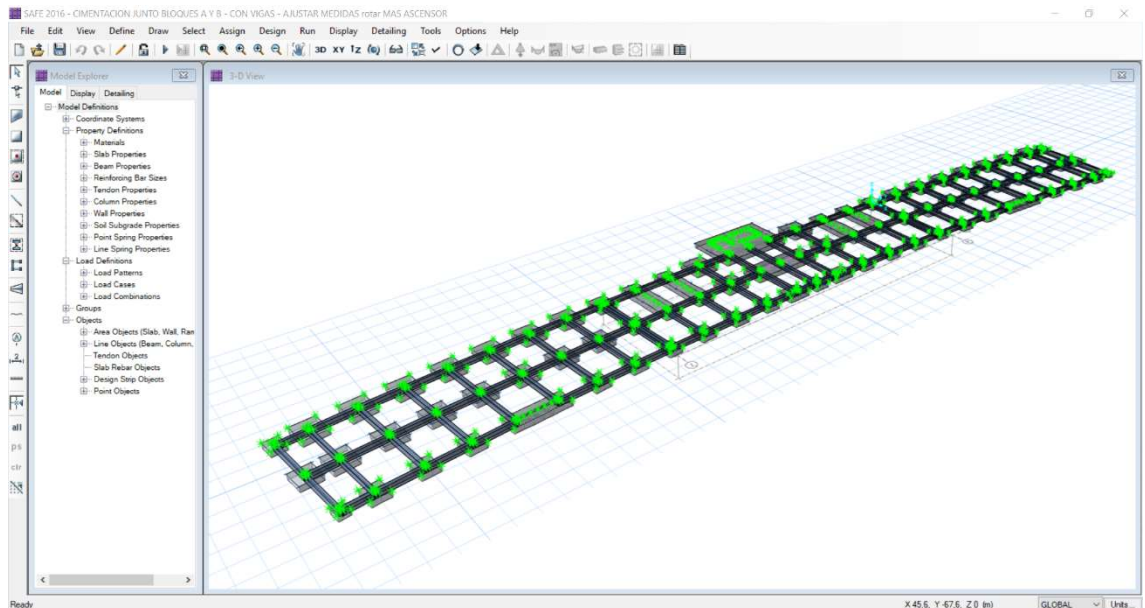 SAFE 2016 - CIMENTACION JUNTO BLOQUES A Y B - CON VIGAS - AJUSTAR MEDIDAS rotar MAS ASCENSOR
File Edit View Define Draw Select Assign Design Run Display Detailing Tools Options Help
3D XY
Model Explorer
3-D View
Model Display Detailing
Model Definitions
Coordinate Systems
Property Definitions
Materials
Slab Properties
Beam Properties
Reinforcing Bar Sizes
Tendon Properties
Column Properties
Wall Properties
Soil Subgrade Properties
Point Spring Properties
Line Spring Properties
Load Definitions
Load Patterns
Load Cases
Load Combinations
Groups
Objects
Area Objects (Slab, Wall, Ran
Line Objects (Beam, Column,
Tendon Objects
Slab Rebar Objects
Design Strip Objects
Point Objects
all
ps
clr
Ready
X 45.6, Y -67.6, Z 0 (m)
GLOBAL
Units...